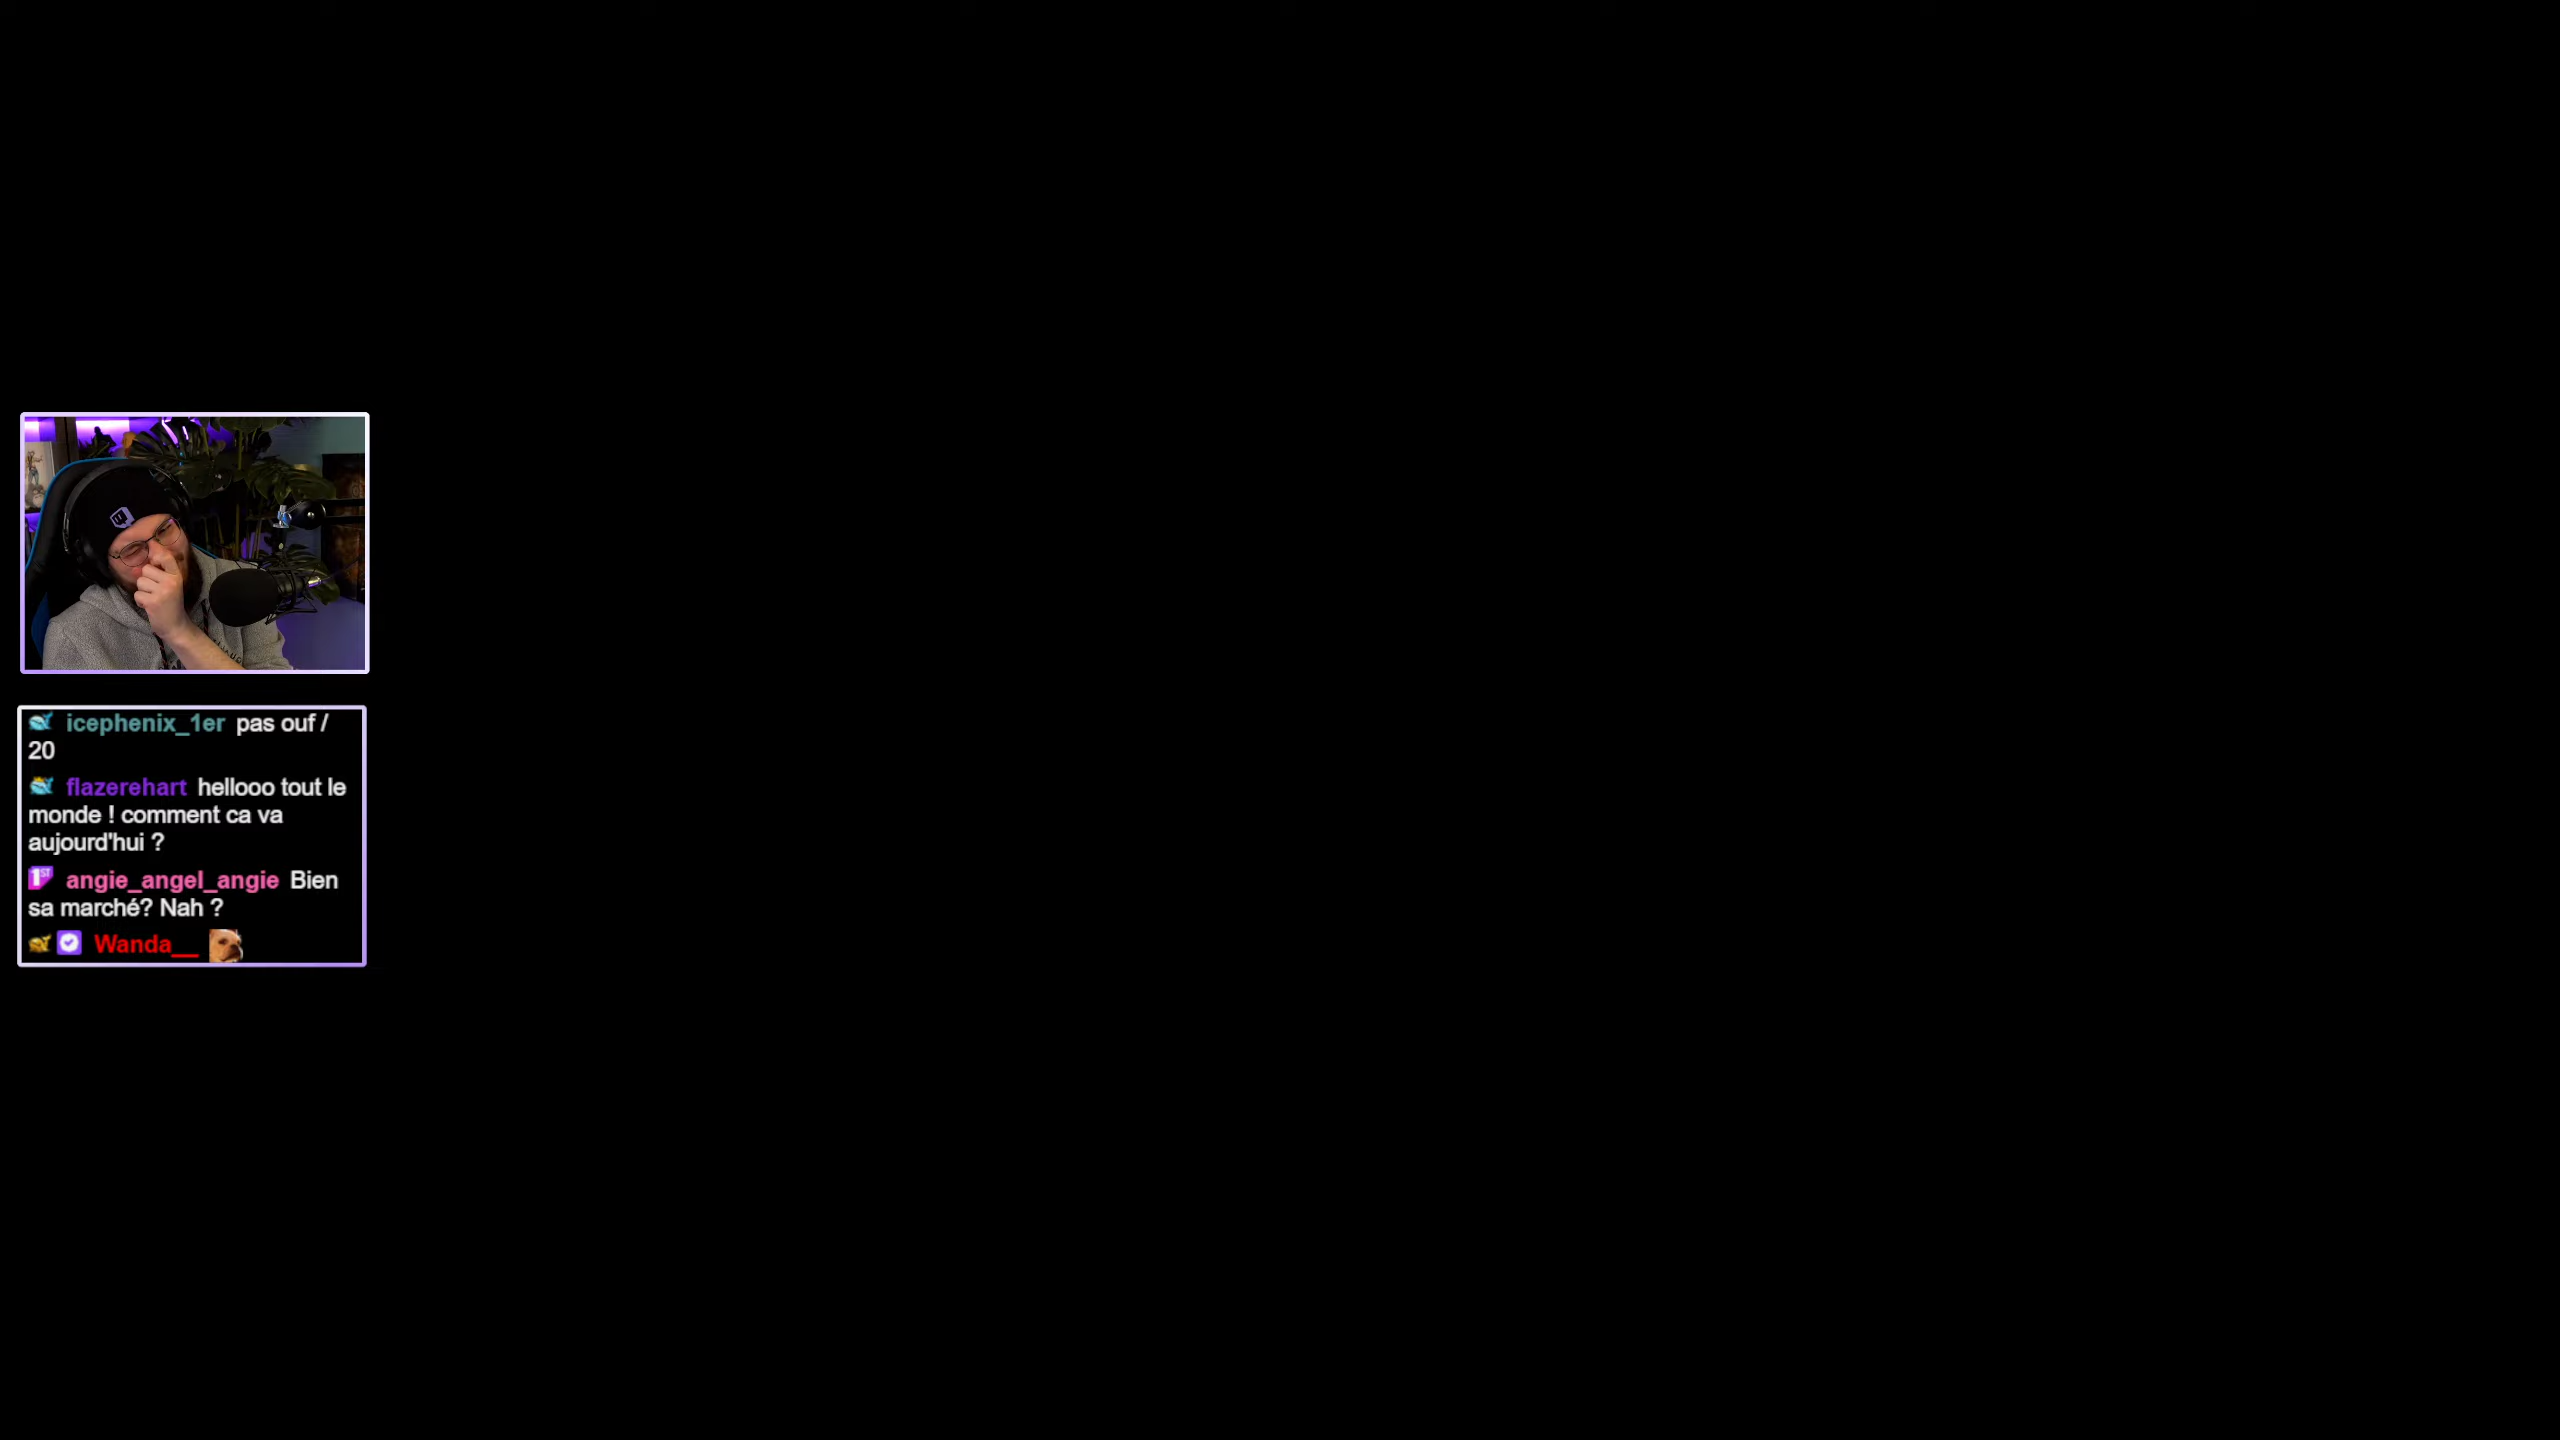 icephenix_1er pas ouf /
20
flazerehart hellooo tout le
monde ! comment ca va
aujourd'hui ?
1ST angie_angel_angie Bien
sa marché? Nah ?
Wanda__